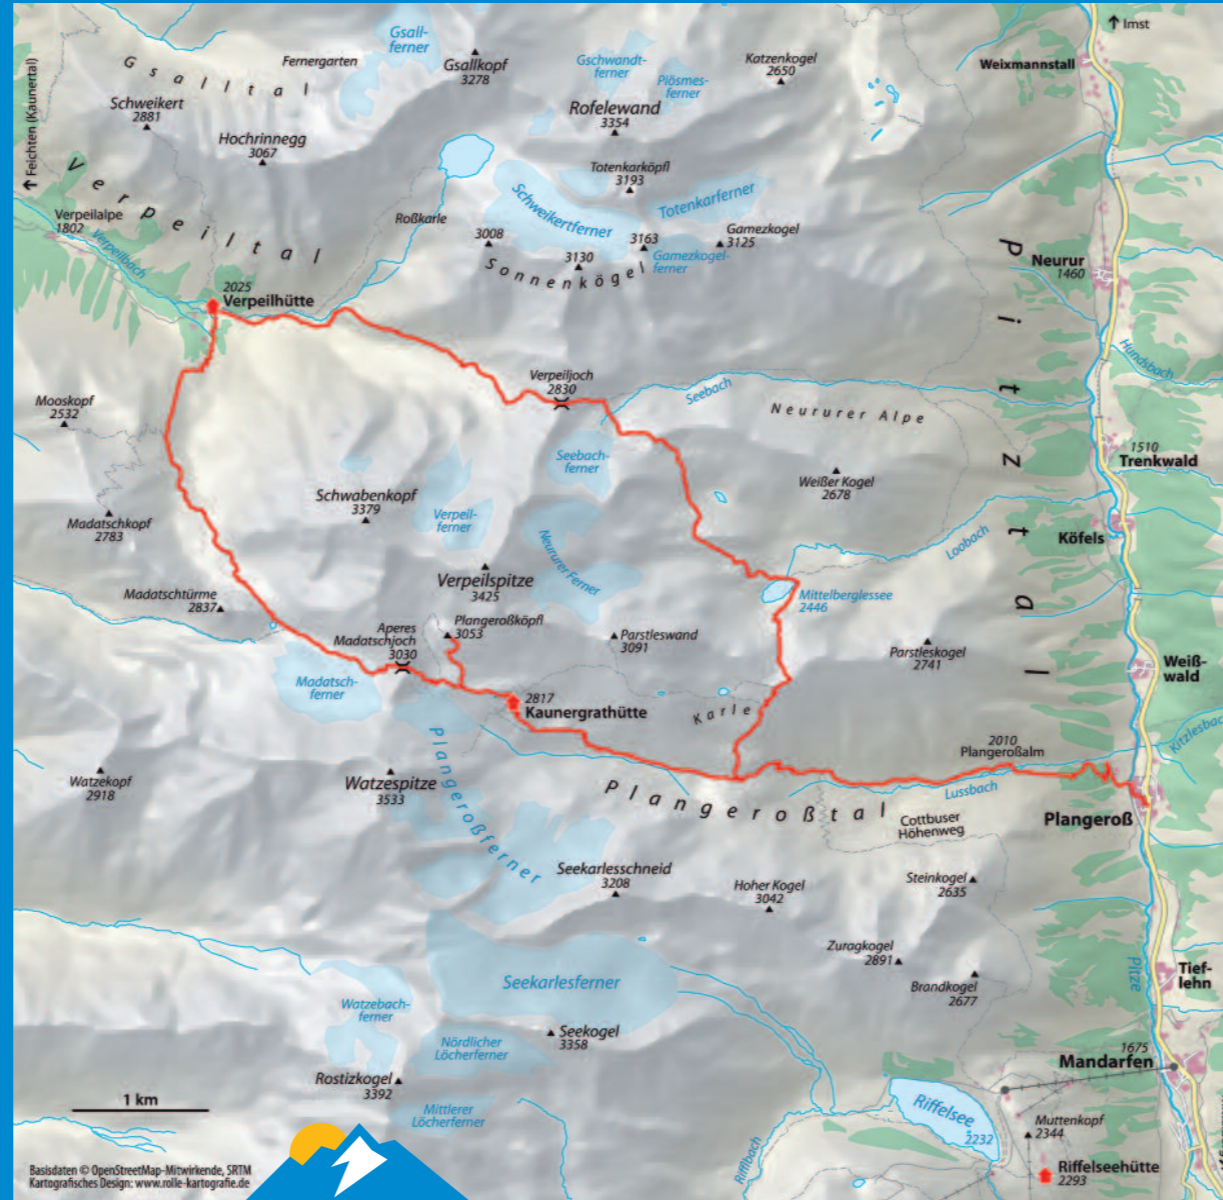 ↑ Imst
Gsall-
ferner
Fernergarten
Gsalltal
Gsallkopf
3278
Gschwandt-
ferner
Plösmes-
ferner
Katzenkogel
2650
Weixmannstall
↑ Feichten (Kaunertal)
Schweikert
2881
Hochrinnegg
3067
Rofelewand
3354
Totenkarköpfl
3193
Verpeiltal
Schweikertferner
Totenkarferner
Verpeilalpe
1802
Verpeilbach
Roßkarle
3008
3130
3163
Sonnenkögel
Gamezkogel
3125
Gamezkogel-
ferner
Pitztal
Neurur
1460
2025
Verpeilhütte
Hundsbach
Verpeiljoch
2830
Seebach
Neururer Alpe
Mooskopf
2532
1510
Trenkwald
Seebach-
ferner
Weißer Kogel
2678
Schwabenkopf
3379
Verpeil-
ferner
Madatschkopf
2783
Neururer Ferner
Loobach
Köfels
Verpeilspitze
3425
Madatschtürme
2837
Mittelberglessee
2446
Aperes
Madatschjoch
3030
Plangeroßköpfl
3053
Parstleswand
3091
Parstleskogel
2741
Weiß-
wald
Madatsch-
ferner
2817
Kaunergrathütte
Karle
2010
Plangeroßalm
Kitzlesbach
Plangeroßferner
Watzekopf
2918
Watzespitze
3533
Plangeroßtal
Lussbach
Cottbuser
Höhenweg
Plangeroß
Seekarlesschneid
3208
Hoher Kogel
3042
Steinkogel
2635
Zuragkogel
2891
Brandkogel
2677
Pitze
Tief-
lehn
Seekarlesferner
Watzebach-
ferner
Nördlicher
Löcherferner
Seekogel
3358
1675
Mandarfen
Rostizkogel
3392
Mittlerer
Löcherferner
1 km
Riffelsee
2232
Muttenkopf
2344
Rifflbach
Riffelseehütte
2293
Basisdaten © OpenStreetMap-Mitwirkende, SRTM
Kartografisches Design: www.rolle-kartografie.de